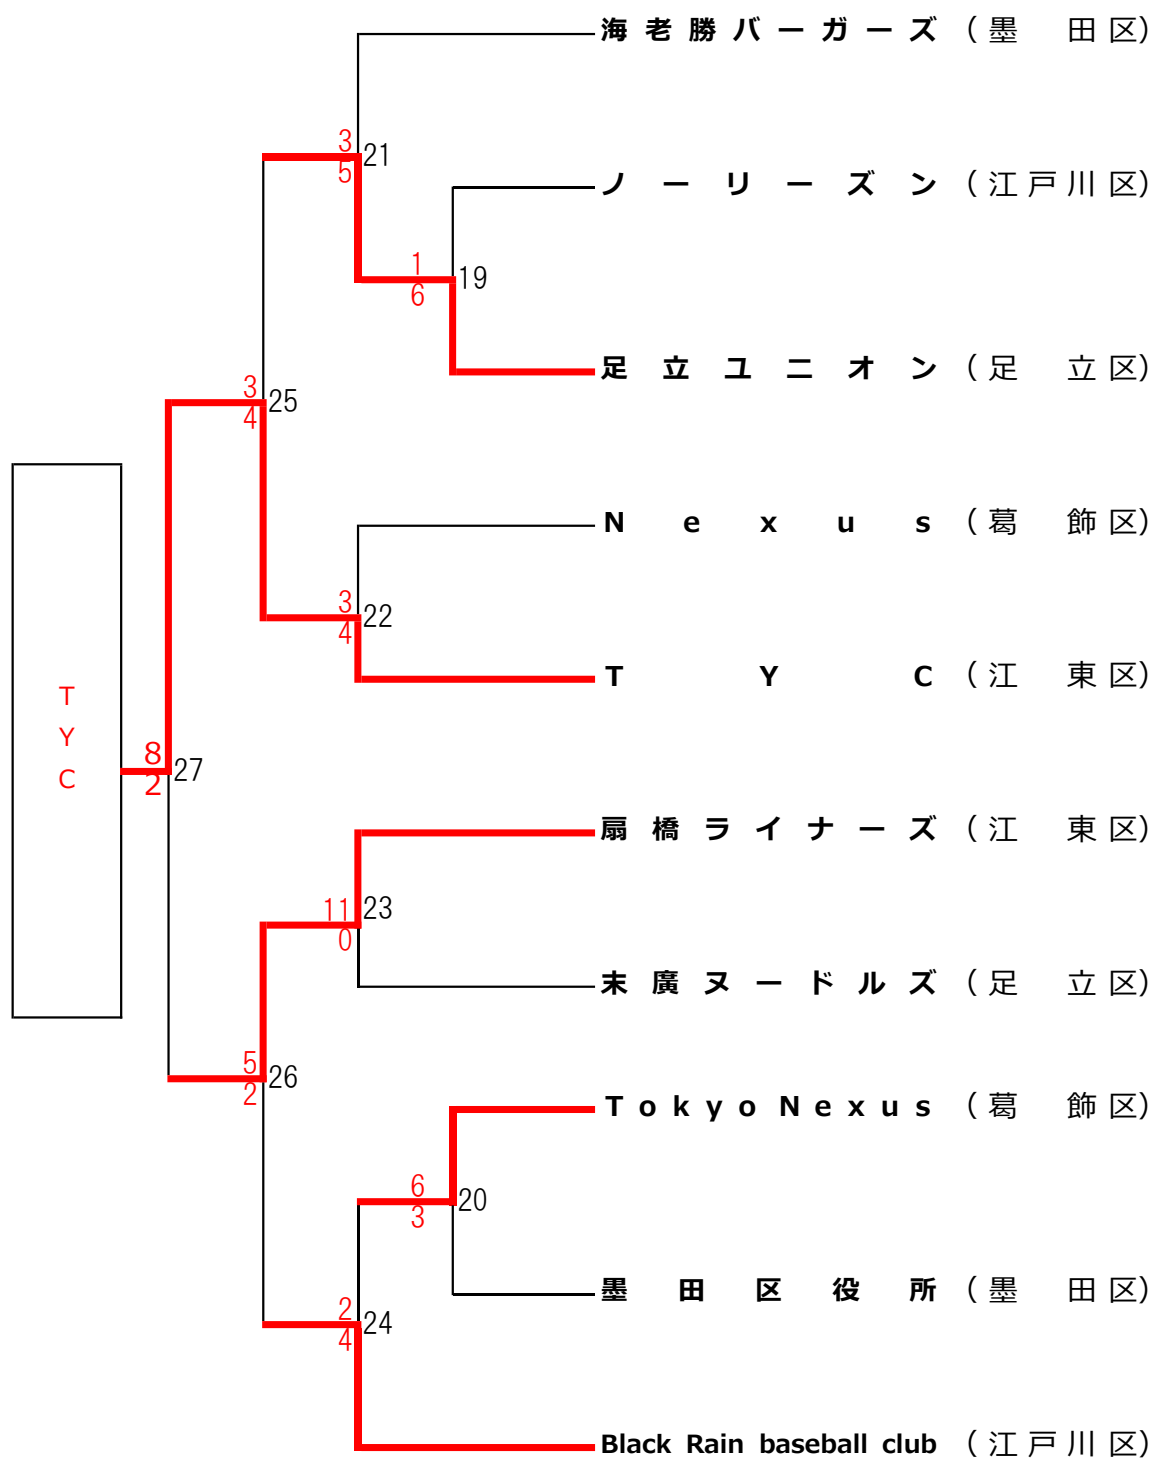 海老勝バーガーズ (墨田区)
3
21
5
ノーリーズン (江戸川区)
1
19
6
足立ユニオン (足立区)
3
25
4
Nexus (葛飾区)
3
22
4
TYC (江東区)
T
Y
C
8
27
2
扇橋ライナーズ (江東区)
11
23
0
末廣ヌードルズ (足立区)
5
26
2
TokyoNexus (葛飾区)
6
20
3
墨田区役所 (墨田区)
2
24
4
Black Rain baseball club (江戸川区)